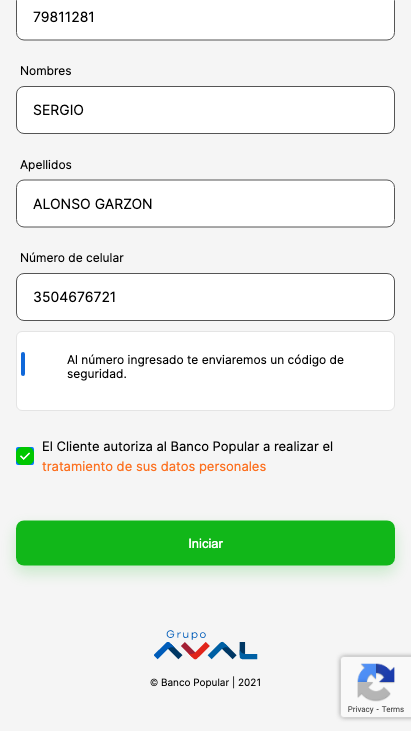 79811281
Nombres
SERGIO
Apellidos
ALONSO GARZON
Número de celular
3504676721
Al número ingresado te enviaremos un código de
seguridad.
El Cliente autoriza al Banco Popular a realizar el
tratamiento de sus datos personales
Iniciar
Grupo
AVAL
© Banco Popular | 2021
Privacy - Terms